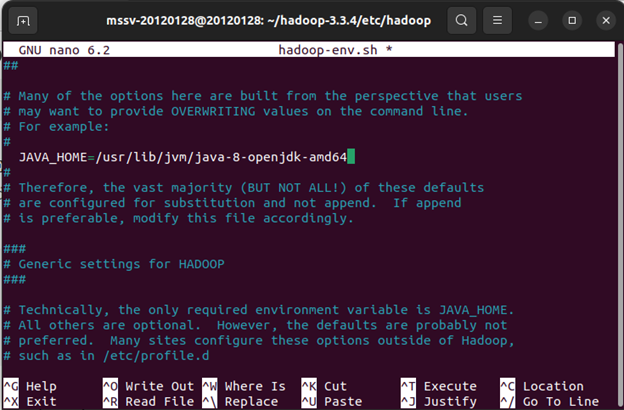 mssv-20120128@20120128: ~/hadoop-3.3.4/etc/hadoop
GNU nano 6.2 hadoop-env.sh *
##
# Many of the options here are built from the perspective that users
# may want to provide OVERWRITING values on the command line.
# For example:
#
JAVA_HOME=/usr/lib/jvm/java-8-openjdk-amd64
#
# Therefore, the vast majority (BUT NOT ALL!) of these defaults
# are configured for substitution and not append.  If append
# is preferable, modify this file accordingly.
###
# Generic settings for HADOOP
###
# Technically, the only required environment variable is JAVA_HOME.
# All others are optional.  However, the defaults are probably not
# preferred.  Many sites configure these options outside of Hadoop,
# such as in /etc/profile.d
^G Help ^O Write Out ^W Where Is ^K Cut ^T Execute ^C Location
^X Exit ^R Read File ^\ Replace ^U Paste ^J Justify ^/ Go To Line